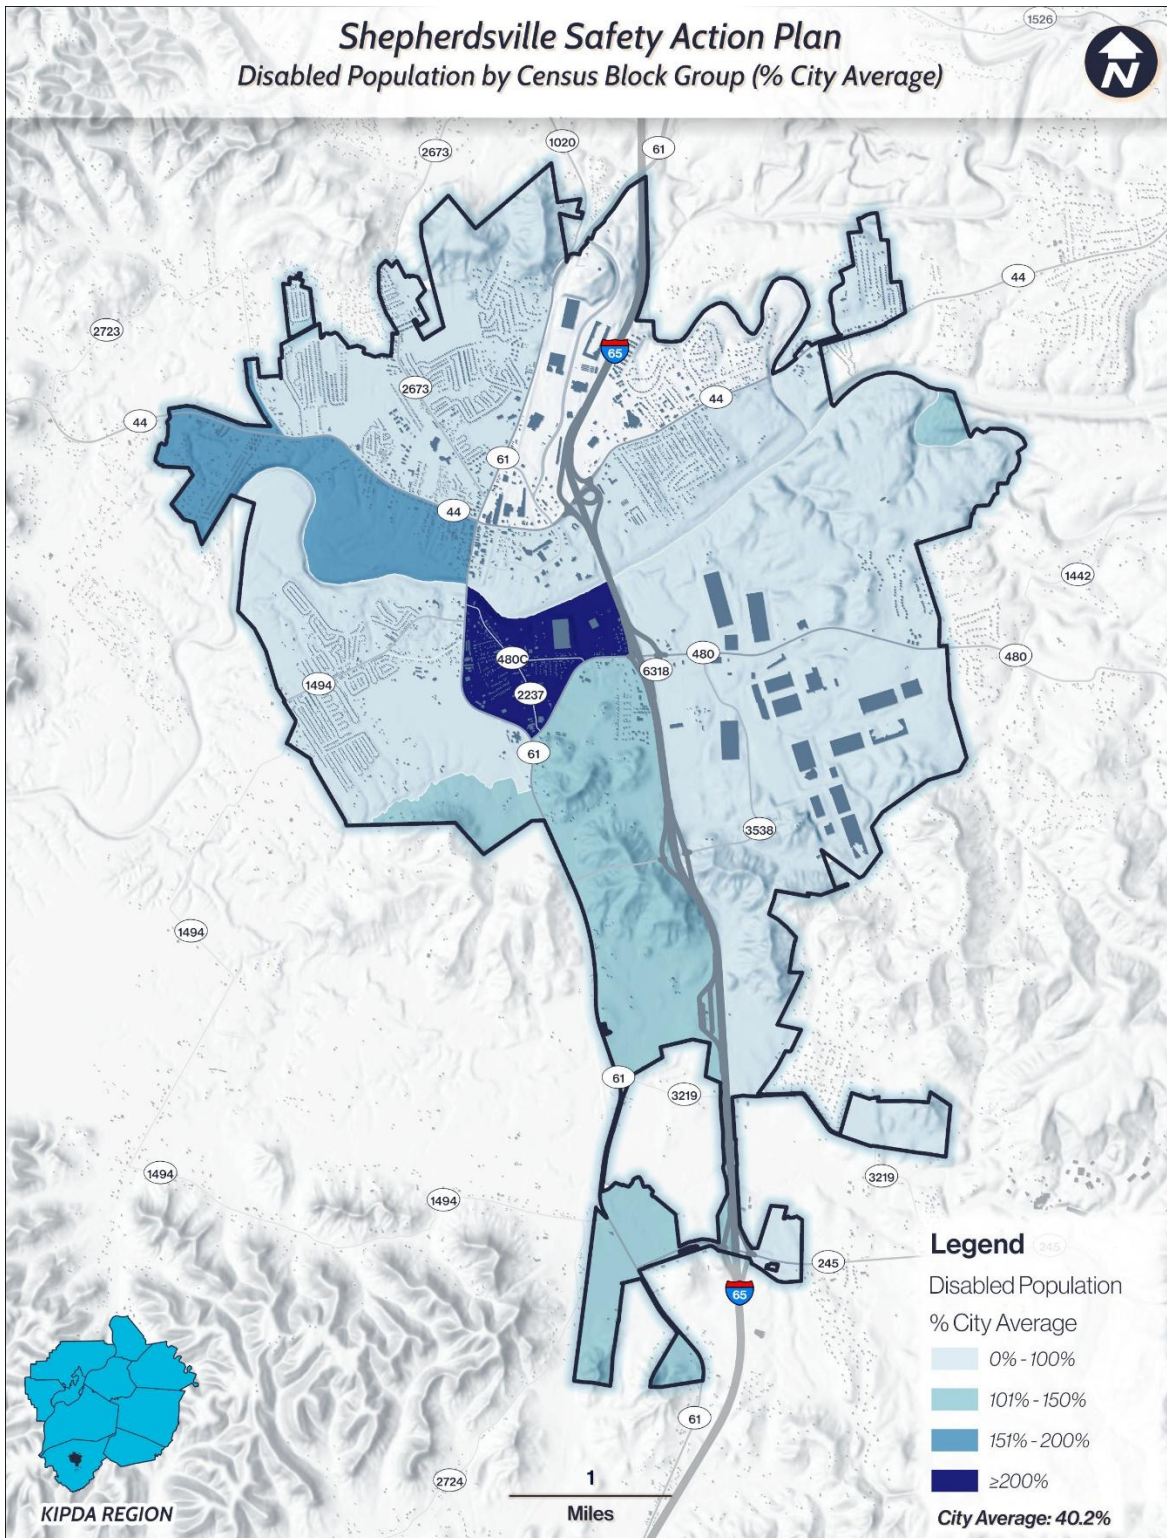 Shepherdsville Safety Action Plan
Disabled Population by Census Block Group (% City Average)
N
1526
1020
61
2673
44
2723
65
2673
44
44
61
44
1442
480C
480
480
6318
1494
2237
61
3538
1494
61
3219
1494
1494
3219
245
65
61
2724
Legend
245
Disabled Population
% City Average
0% - 100%
101% - 150%
151% - 200%
≥200%
City Average: 40.2%
1
Miles
KIPDA REGION